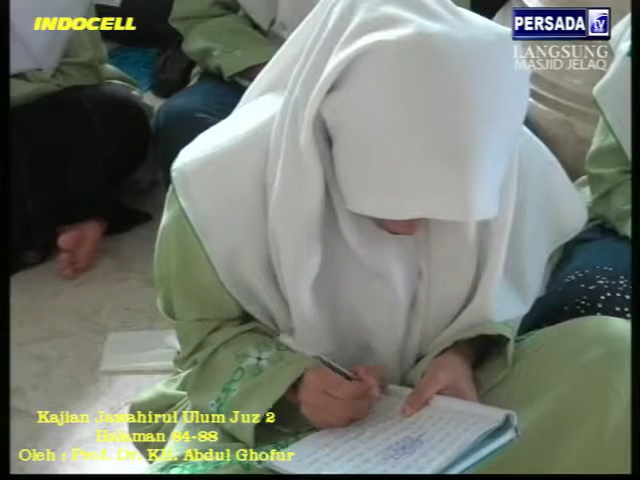 INDOCELL
PERSADA tv
LANGSUNG
MASJID JELAQ
Kajian Jawahirul Ulum Juz 2
Halaman 84-88
Oleh : Prof. Dr. KH. Abdul Ghofur